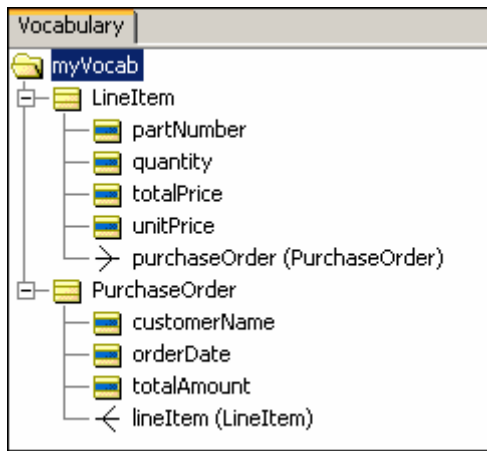 Vocabulary
myVocab
LineItem
partNumber
quantity
totalPrice
unitPrice
purchaseOrder (PurchaseOrder)
PurchaseOrder
customerName
orderDate
totalAmount
lineItem (LineItem)